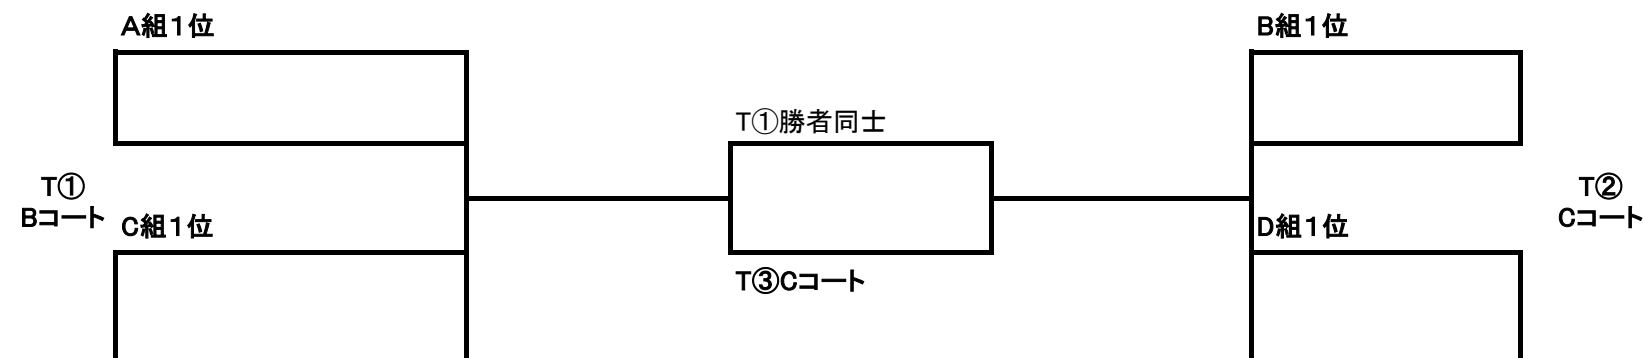 A組1位
B組1位
T①勝者同士
T①
Bコート
T②
Cコート
C組1位
D組1位
T③Cコート